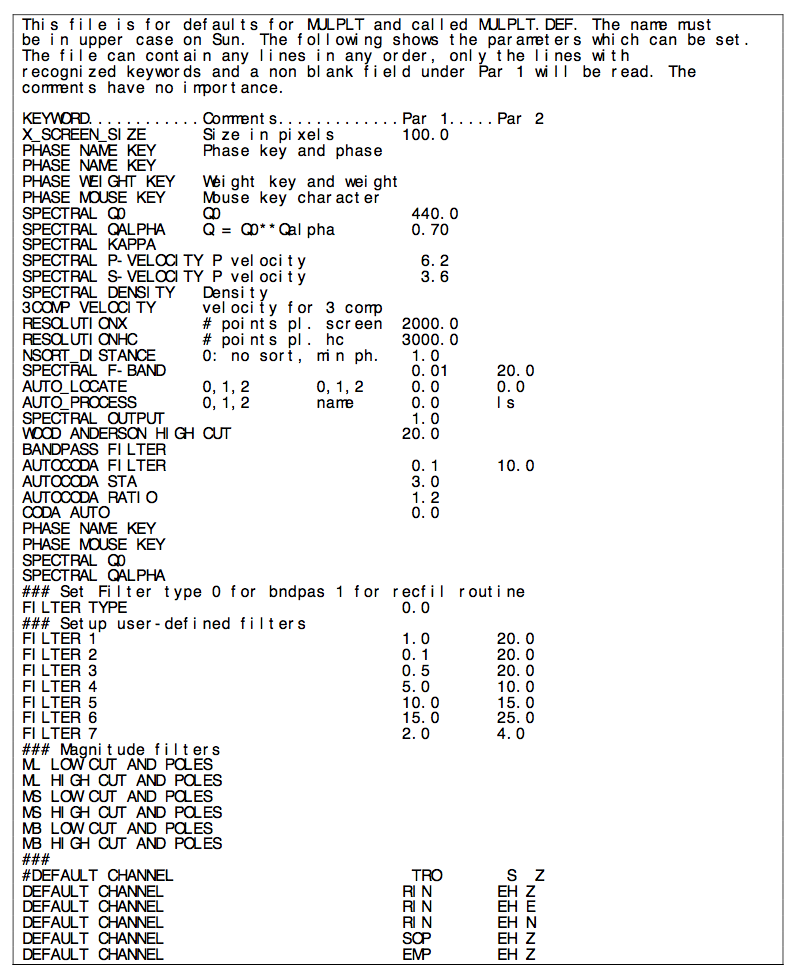 This file is for defaults for MULPLT and called MULPLT.DEF. The name must
be in upper case on Sun. The following shows the parameters which can be set.
The file can contain any lines in any order, only the lines with
recognized keywords and a non blank field under Par 1 will be read. The
comments have no importance.
KEYWORD............Comments.............Par 1.....Par 2
X_SCREEN_SIZE Size in pixels 100.0
PHASE NAME KEY Phase key and phase
PHASE NAME KEY
PHASE WEIGHT KEY Weight key and weight
PHASE MOUSE KEY Mouse key character
SPECTRAL Q0 Q0 440.0
SPECTRAL QALPHA Q = Q0**Qalpha 0.70
SPECTRAL KAPPA
SPECTRAL P-VELOCITY P velocity 6.2
SPECTRAL S-VELOCITY P velocity 3.6
SPECTRAL DENSITY Density
3COMP VELOCITY velocity for 3 comp
RESOLUTIONX # points pl. screen 2000.0
RESOLUTIONHC # points pl. hc 3000.0
NSORT_DISTANCE 0: no sort, min ph. 1.0
SPECTRAL F-BAND 0.01 20.0
AUTO_LOCATE 0,1,2 0,1,2 0.0 0.0
AUTO_PROCESS 0,1,2 name 0.0 ls
SPECTRAL OUTPUT 1.0
WOOD ANDERSON HIGH CUT 20.0
BANDPASS FILTER
AUTOCODA FILTER 0.1 10.0
AUTOCODA STA 3.0
AUTOCODA RATIO 1.2
CODA AUTO 0.0
PHASE NAME KEY
PHASE MOUSE KEY
SPECTRAL Q0
SPECTRAL QALPHA
### Set Filter type 0 for bndpas 1 for recfil routine
FILTER TYPE 0.0
### Setup user-defined filters
FILTER 1 1.0 20.0
FILTER 2 0.1 20.0
FILTER 3 0.5 20.0
FILTER 4 5.0 10.0
FILTER 5 10.0 15.0
FILTER 6 15.0 25.0
FILTER 7 2.0 4.0
### Magnitude filters
ML LOW CUT AND POLES
ML HIGH CUT AND POLES
MS LOW CUT AND POLES
MS HIGH CUT AND POLES
MB LOW CUT AND POLES
MB HIGH CUT AND POLES
###
#DEFAULT CHANNEL TRO S Z
DEFAULT CHANNEL RIN EH Z
DEFAULT CHANNEL RIN EH E
DEFAULT CHANNEL RIN EH N
DEFAULT CHANNEL SOP EH Z
DEFAULT CHANNEL EMP EH Z